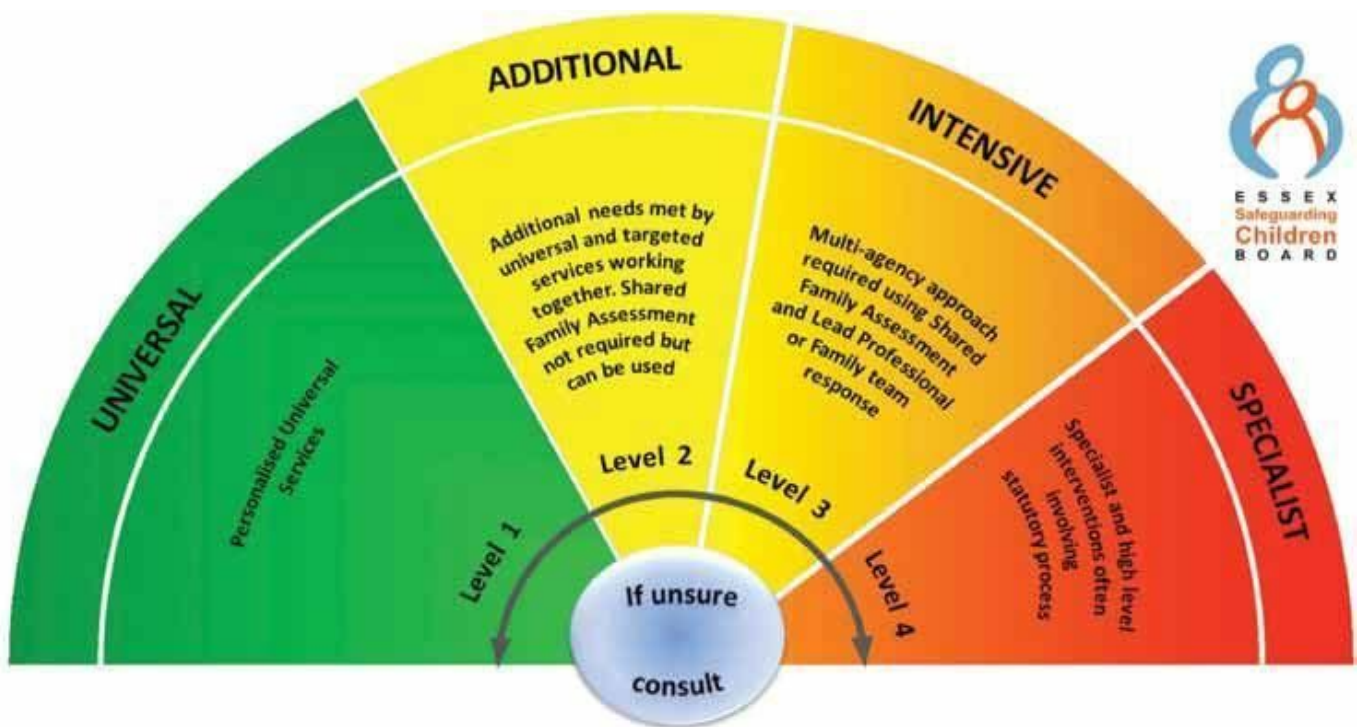 UNIVERSAL
Personalised Universal
Services
Level 1
ADDITIONAL
Additional needs met by
universal and targeted
services working
together. Shared
Family Assessment
not required but
can be used
Level 2
INTENSIVE
Multi-agency approach
required using Shared
Family Assessment
and Lead Professional
or Family team
response
Level 3
SPECIALIST
Specialist and high level
interventions often
involving
statutory process
Level 4
If unsure
consult
ESSEX
Safeguarding
Children
BOARD